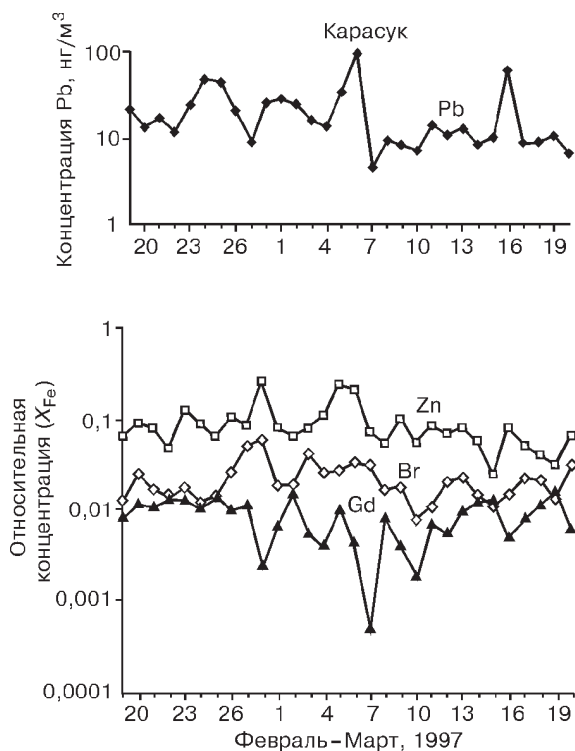 Концентрация Pb, нг/м³
100
10
1
Карасук
Pb
20 23 26 1 4 7 10 13 16 19
Относительная
концентрация (XFe)
1
0,1
0,01
0,001
0,0001
Zn
Br
Gd
20 23 26 1 4 7 10 13 16 19
Февраль–Март, 1997